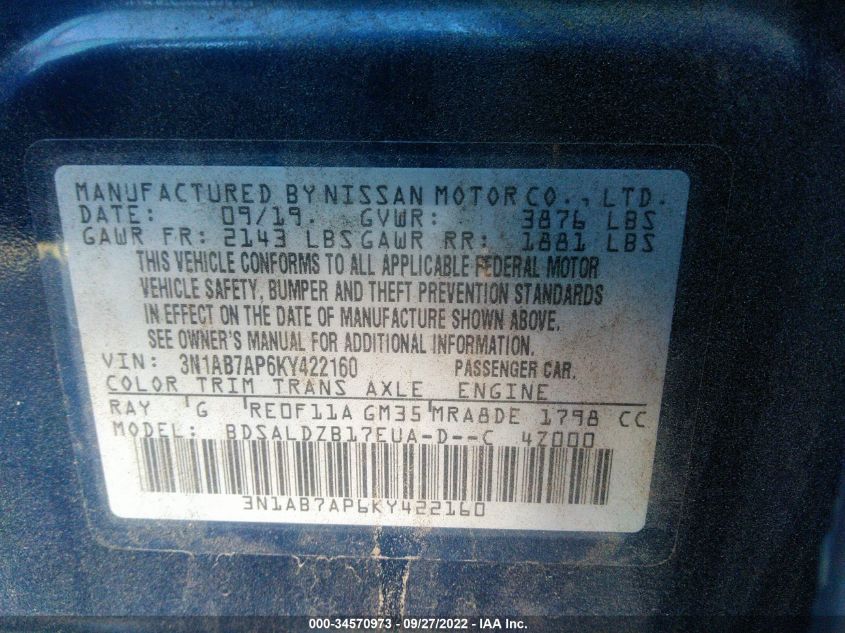 MANUFACTURED BY NISSAN MOTOR CO., LTD.
DATE: 09/19. GVWR: 3876 LBS
GAWR FR: 2143 LBS GAWR RR: 1881 LBS
THIS VEHICLE CONFORMS TO ALL APPLICABLE FEDERAL MOTOR
VEHICLE SAFETY, BUMPER AND THEFT PREVENTION STANDARDS
IN EFFECT ON THE DATE OF MANUFACTURE SHOWN ABOVE.
SEE OWNER'S MANUAL FOR ADDITIONAL INFORMATION.
VIN: 3N1AB7AP6KY422160 PASSENGER CAR.
COLOR TRIM TRANS AXLE ENGINE
RAY G RE0F11A GM35 MRA8DE 1798 CC
MODEL: BDSALDZB17EUA-D--C 4Z000
3N1AB7AP6KY422160
000-34570973 - 09/27/2022 - IAA Inc.